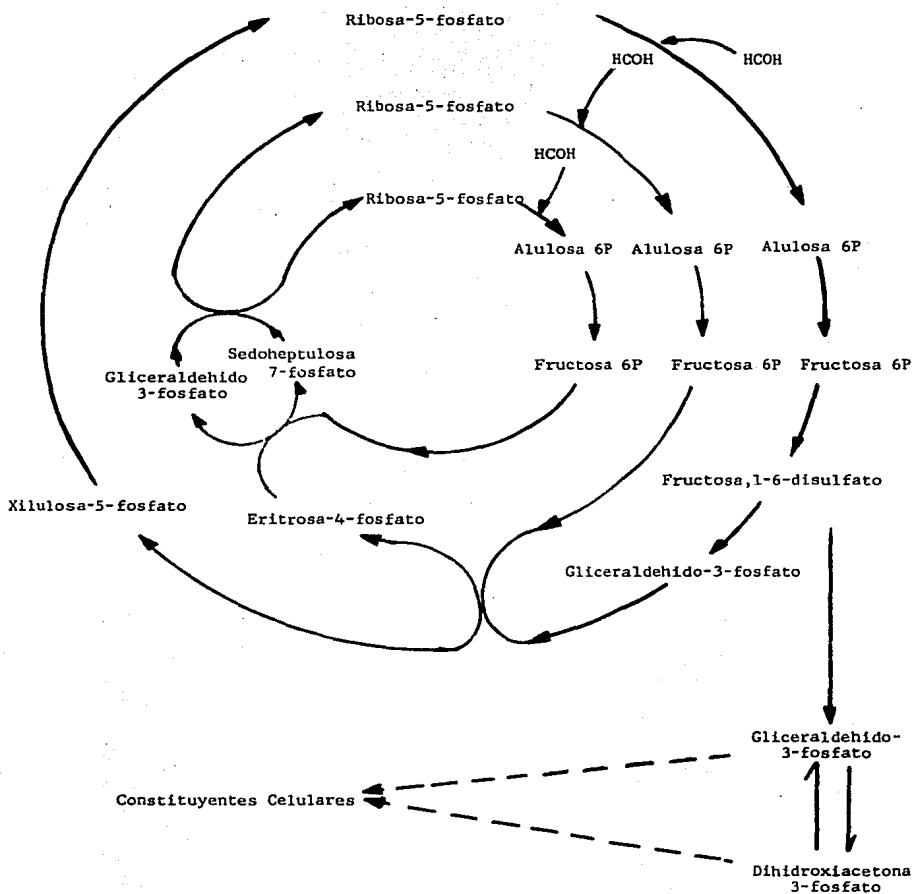 Ribosa-5-fosfato
HCOH
HCOH
Ribosa-5-fosfato
HCOH
Ribosa-5-fosfato
Alulosa 6P
Alulosa 6P
Alulosa 6P
Sedoheptulosa
7-fosfato
Gliceraldehido
3-fosfato
Fructosa 6P
Fructosa 6P
Fructosa 6P
Fructosa,1-6-disulfato
Xilulosa-5-fosfato
Eritrosa-4-fosfato
Gliceraldehido-3-fosfato
Gliceraldehido-
3-fosfato
Constituyentes Celulares
Dihidroxiacetona
3-fosfato